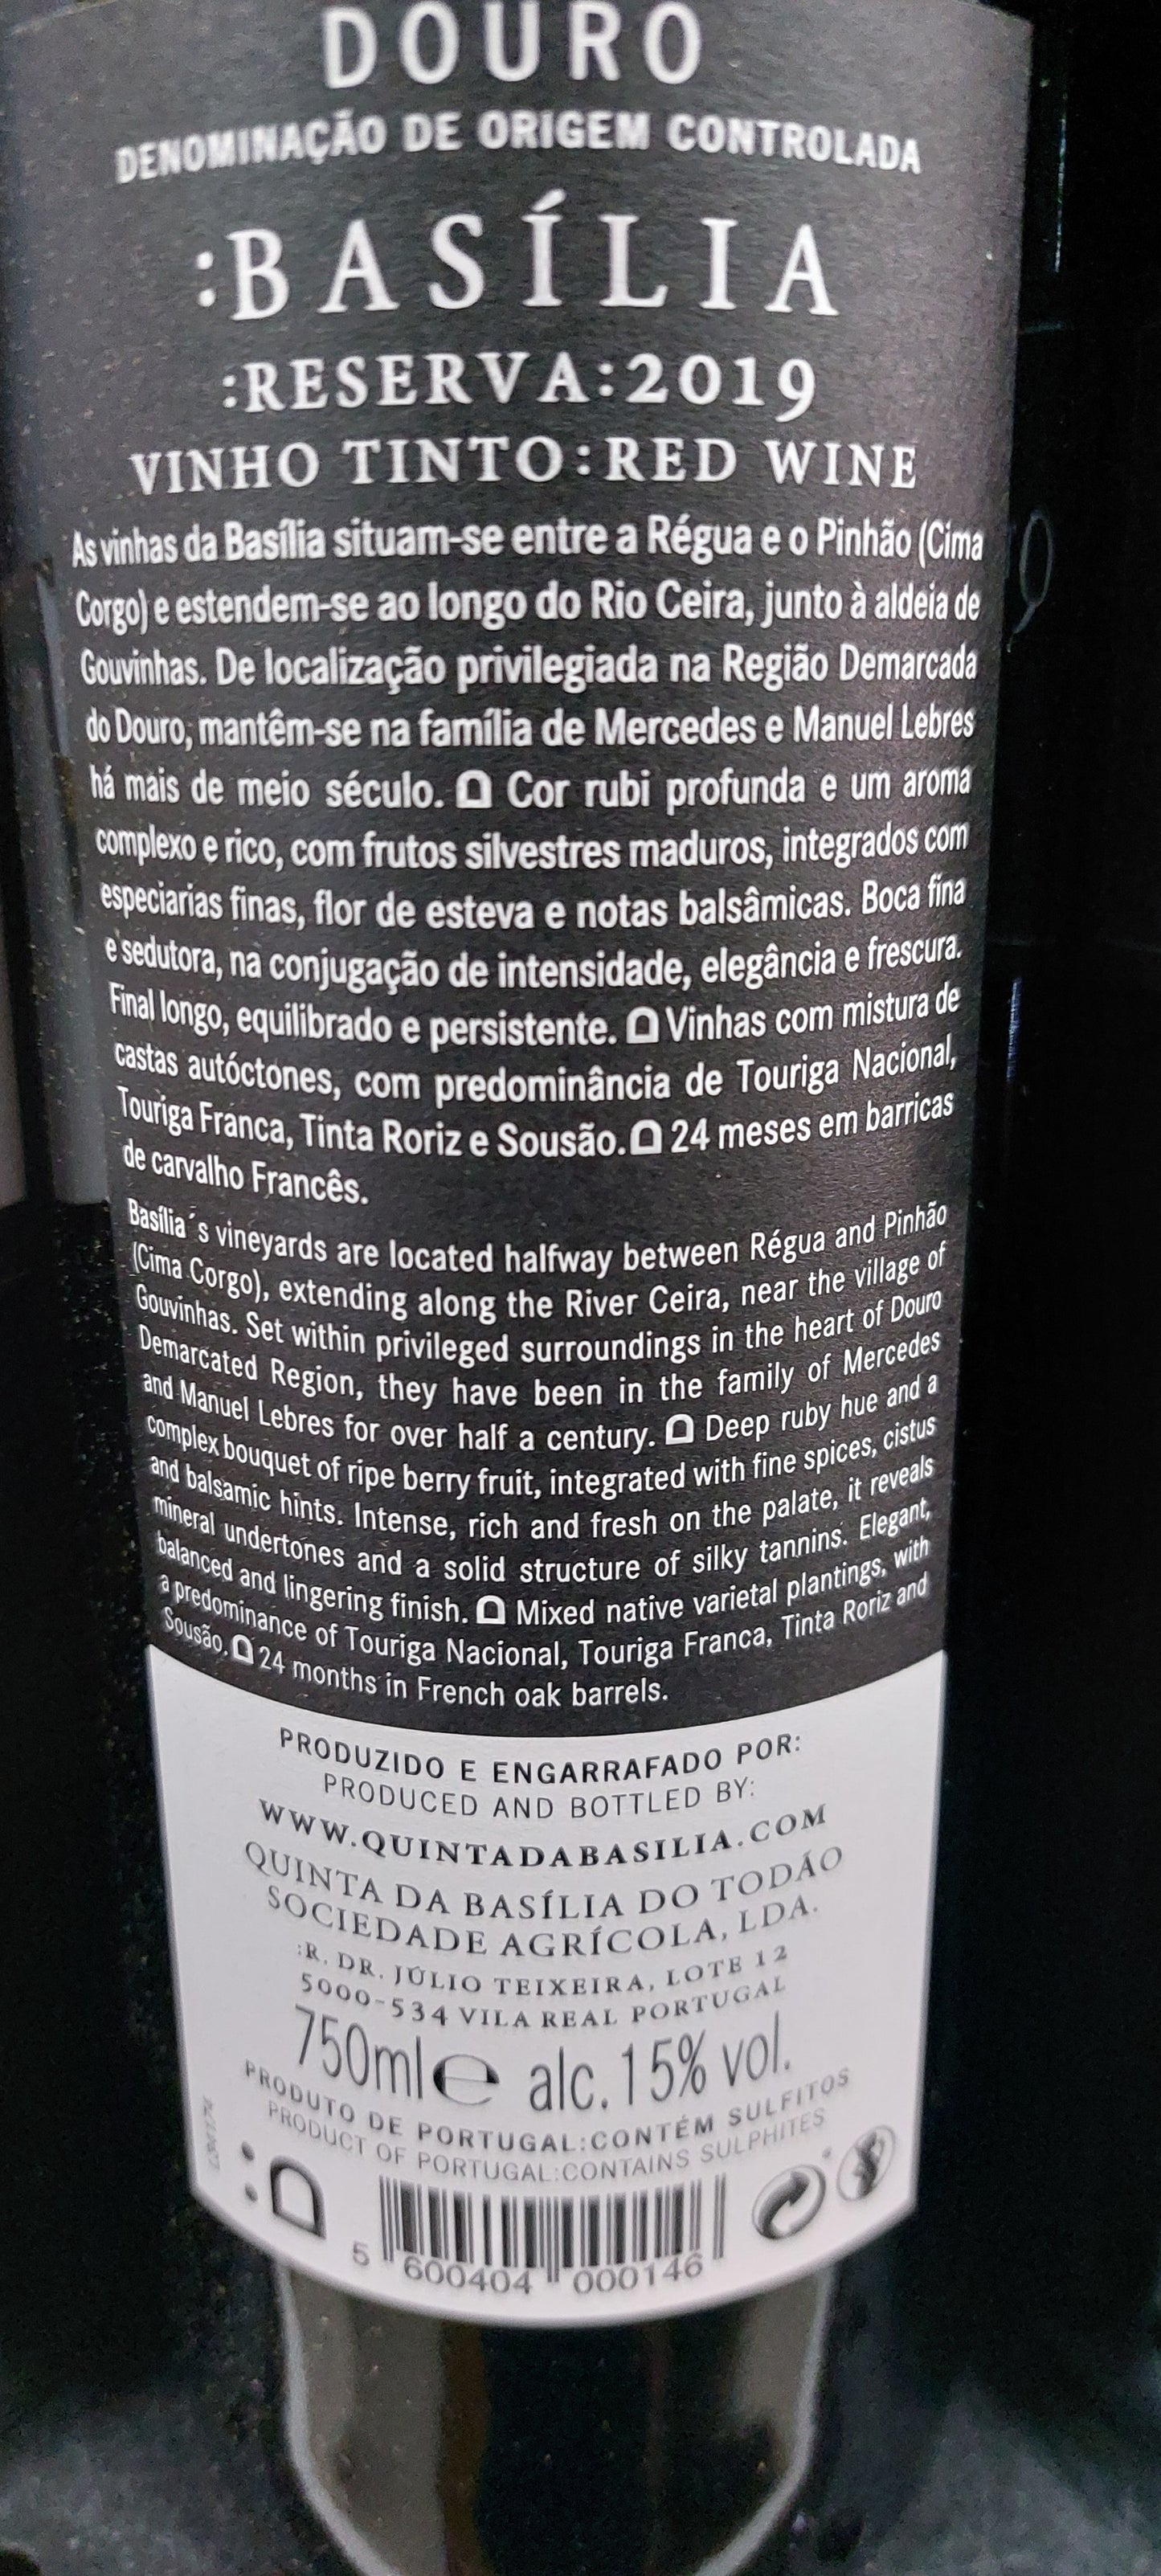 DOURO
DENOMINAÇÃO DE ORIGEM CONTROLADA
:BASÍLIA
:RESERVA:2019
VINHO TINTO:RED WINE
As vinhas da Basília situam-se entre a Régua e o Pinhão (Cima
Corgo) e estendem-se ao longo do Rio Ceira, junto à aldeia de
Gouvinhas. De localização privilegiada na Região Demarcada
do Douro, mantêm-se na família de Mercedes e Manuel Lebres
há mais de meio século. Cor rubi profunda e um aroma
complexo e rico, com frutos silvestres maduros, integrados com
especiarias finas, flor de esteva e notas balsâmicas. Boca fina
e sedutora, na conjugação de intensidade, elegância e frescura.
Final longo, equilibrado e persistente. Vinhas com mistura de
castas autóctones, com predominância de Touriga Nacional,
Touriga Franca, Tinta Roriz e Sousão. 24 meses em barricas
de carvalho Francês.
Basília´s vineyards are located halfway between Régua and Pinhão
(Cima Corgo), extending along the River Ceira, near the village of
Gouvinhas. Set within privileged surroundings in the heart of Douro
Demarcated Region, they have been in the family of Mercedes
and Manuel Lebres for over half a century. Deep ruby hue and a
complex bouquet of ripe berry fruit, integrated with fine spices, cistus
and balsamic hints. Intense, rich and fresh on the palate, it reveals
mineral undertones and a solid structure of silky tannins. Elegant,
balanced and lingering finish. Mixed native varietal plantings, with
a predominance of Touriga Nacional, Touriga Franca, Tinta Roriz and
Sousão. 24 months in French oak barrels.
PRODUZIDO E ENGARRAFADO POR:
PRODUCED AND BOTTLED BY:
WWW.QUINTADABASILIA.COM
QUINTA DA BASÍLIA DO TODÃO
SOCIEDADE AGRÍCOLA, LDA.
:R. DR. JÚLIO TEIXEIRA, LOTE 12
5000-534 VILA REAL PORTUGAL
750ml e alc. 15% vol.
PRODUTO DE PORTUGAL:CONTÉM SULFITOS
PRODUCT OF PORTUGAL:CONTAINS SULPHITES
5 600404 000146